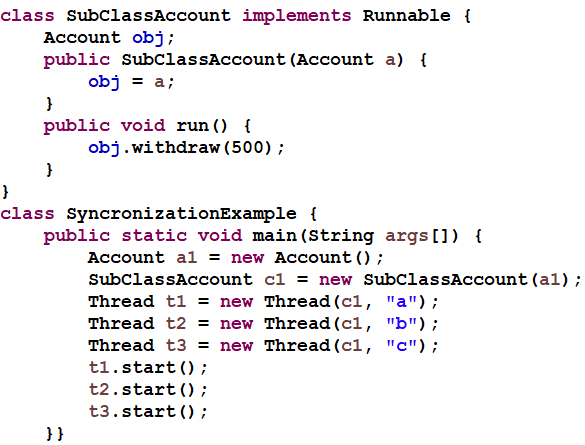 class SubClassAccount implements Runnable {
    Account obj;
    public SubClassAccount(Account a) {
        obj = a;
    }
    public void run() {
        obj.withdraw(500);
    }
}
class SyncronizationExample {
    public static void main(String args[]) {
        Account a1 = new Account();
        SubClassAccount c1 = new SubClassAccount(a1);
        Thread t1 = new Thread(c1, "a");
        Thread t2 = new Thread(c1, "b");
        Thread t3 = new Thread(c1, "c");
        t1.start();
        t2.start();
        t3.start();
    }}